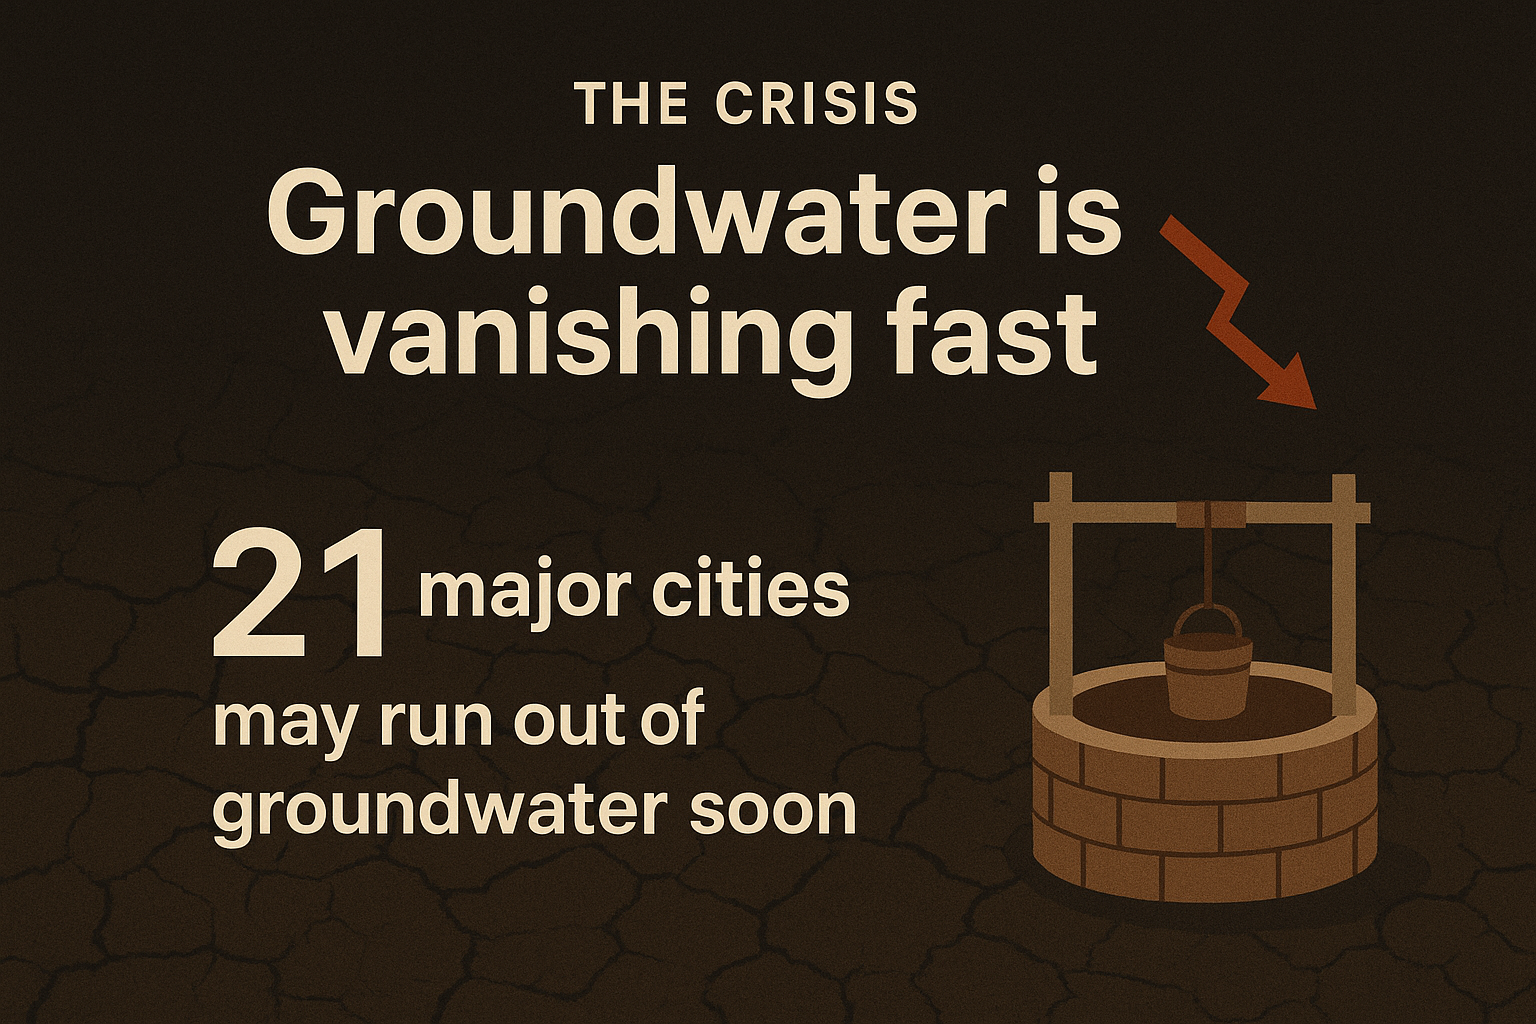 THE CRISIS
Groundwater is
vanishing fast
21 major cities
may run out of
groundwater soon